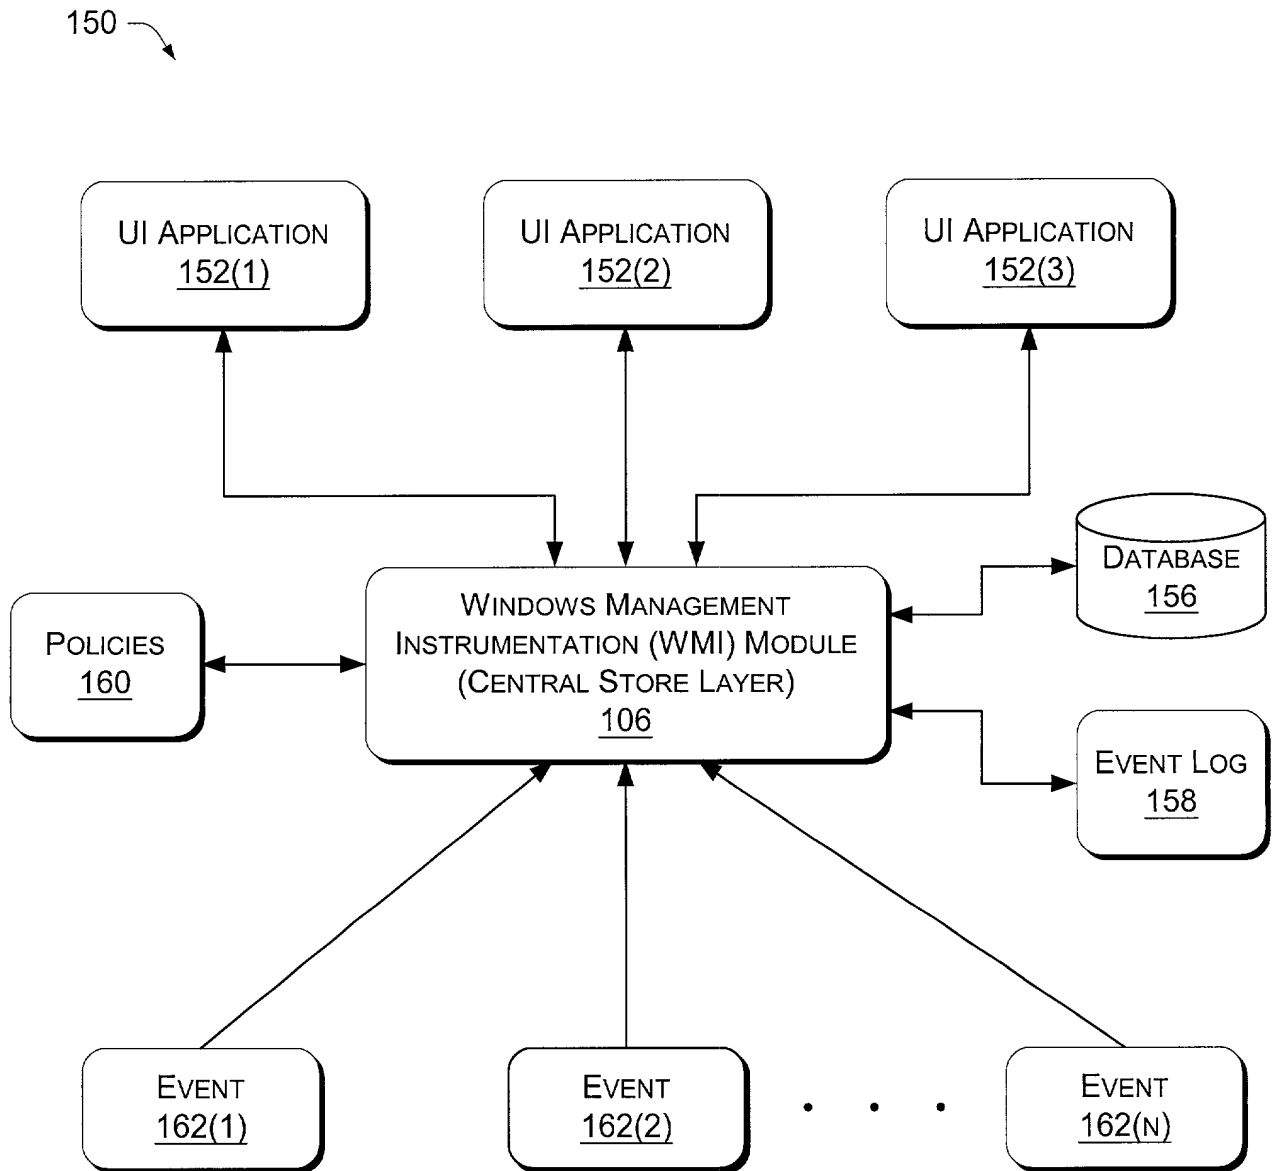 150
UI Application
152(1)
UI Application
152(2)
UI Application
152(3)
Database
156
Windows Management
Instrumentation (WMI) Module
(Central Store Layer)
106
Policies
160
Event Log
158
Event
162(1)
Event
162(2)
. . .
Event
162(N)